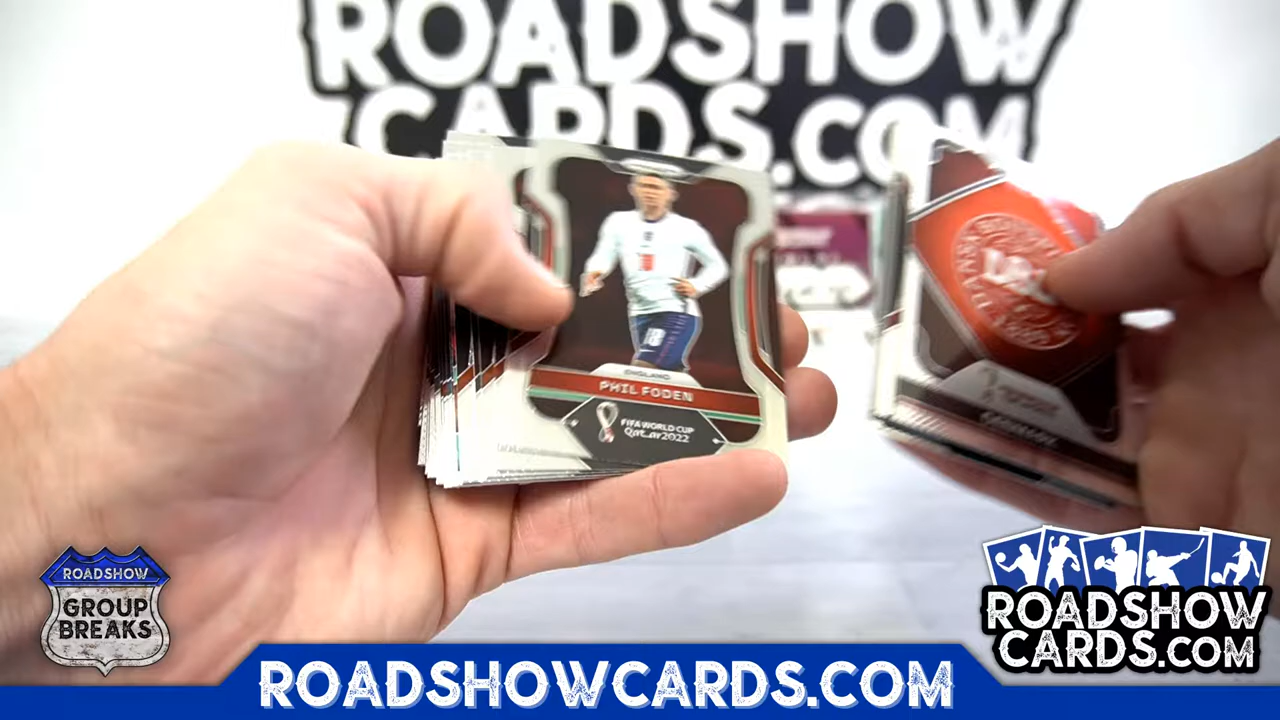 ROADSHOW
CARDS.COM
ENGLAND
PHIL FODEN
FIFA WORLD CUP
Qatar2022
ROADSHOW
GROUP
BREAKS
ROADSHOW
CARDS.COM
ROADSHOWCARDS.COM